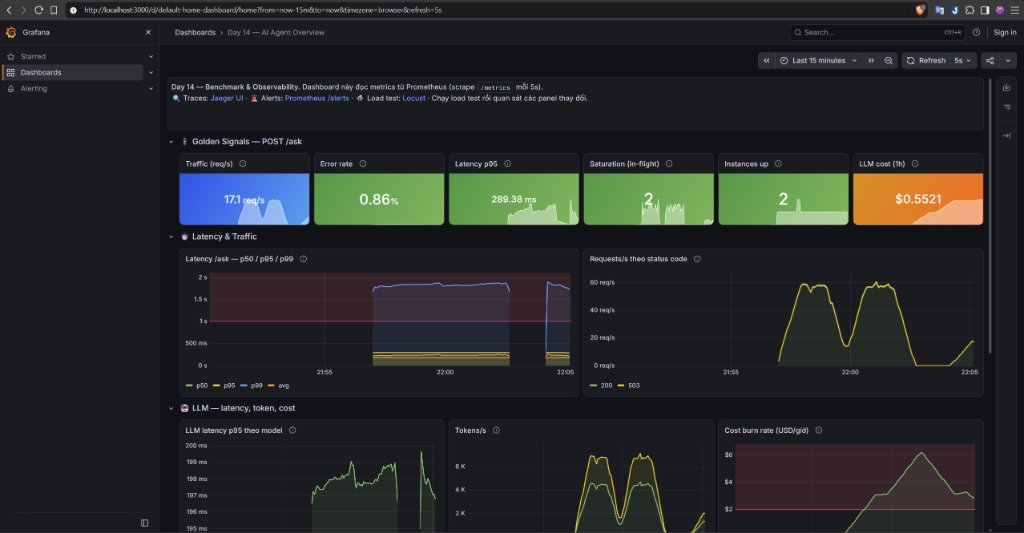 http://localhost:3000/d/default-home-dashboard/home?from=now-15m&to=now&timezone=browser&refresh=5s
Grafana
Dashboards › Day 14 — AI Agent Overview
Search...
ctrl+k
Sign in
Starred
Dashboards
Alerting
Last 15 minutes
Refresh
5s
Day 14 — Benchmark & Observability. Dashboard này đọc metrics từ Prometheus (scrape /metrics mỗi 5s).
🔍 Traces: Jaeger UI · 🚨 Alerts: Prometheus /alerts · Load test: Locust · Chạy load test rồi quan sát các panel thay đổi.
Golden Signals — POST /ask
Traffic (req/s)
17.1 req/s
Error rate
0.86%
Latency p95
289.38 ms
Saturation (in-flight)
2
Instances up
2
LLM cost (1h)
$0.5521
Latency & Traffic
Latency /ask — p50 / p95 / p99
2 s
1.5 s
1 s
500 ms
0 s
21:55
22:00
22:05
p50
p95
p99
avg
Requests/s theo status code
60 req/s
40 req/s
20 req/s
0 req/s
21:55
22:00
22:05
200
503
LLM — latency, token, cost
LLM latency p95 theo model
200 ms
199 ms
198 ms
197 ms
196 ms
195 ms
Tokens/s
6 K
4 K
2 K
Cost burn rate (USD/giờ)
$6
$4
$2